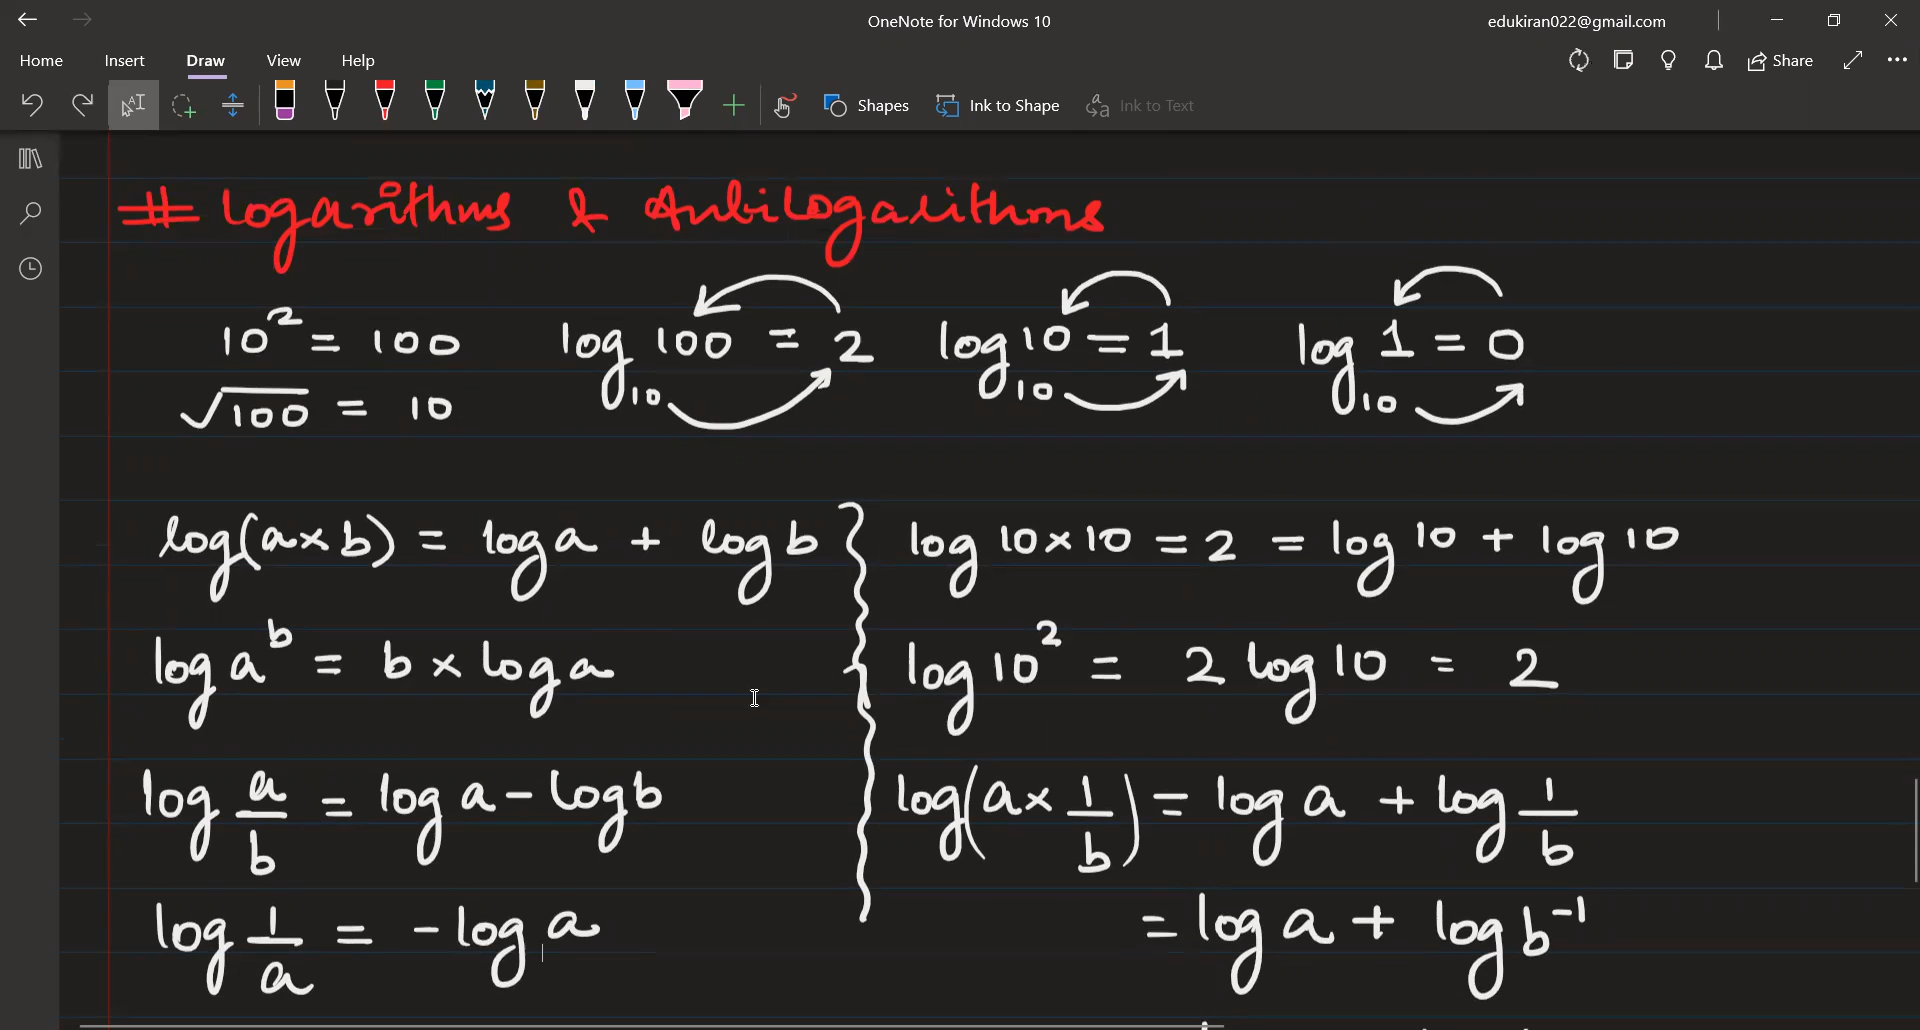 OneNote for Windows 10
edukiran022@gmail.com
Home Insert Draw View Help Share
Shapes Ink to Shape Ink to Text
# Logarithms & Antilogarithms
10² = 100 log₁₀ 100 = 2 log₁₀ 10 = 1 log₁₀ 1 = 0
√100 = 10
log(a×b) = log a + log b } log 10×10 = 2 = log 10 + log 10
log aᵇ = b × log a log 10² = 2 log 10 = 2
log a/b = log a - log b log(a × 1/b) = log a + log 1/b
log 1/a = -log a = log a + log b⁻¹